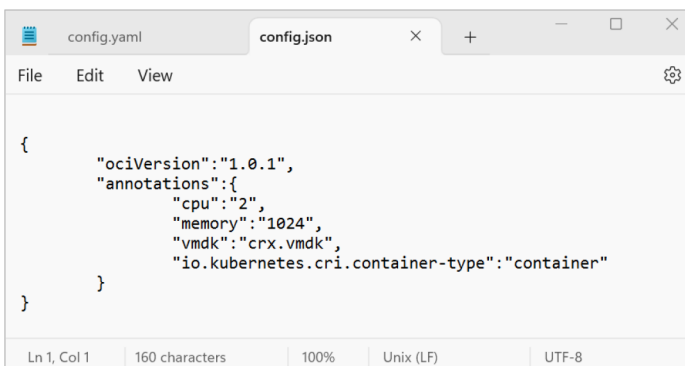 config.yaml config.json
File Edit View
{
"ociVersion":"1.0.1",
"annotations":{
"cpu":"2",
"memory":"1024",
"vmdk":"crx.vmdk",
"io.kubernetes.cri.container-type":"container"
}
}
Ln 1, Col 1 160 characters 100% Unix (LF) UTF-8